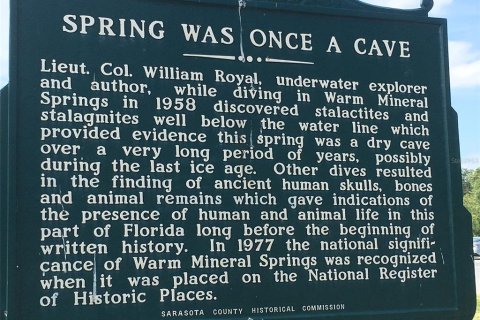 SPRING WAS ONCE A CAVE
Lieut. Col. William Royal, underwater explorer
and author, while diving in Warm Mineral
Springs in 1958 discovered stalactites and
stalagmites well below the water line which
provided evidence this spring was a dry cave
over a very long period of years, possibly
during the last ice age. Other dives resulted
in the finding of ancient human skulls, bones
and animal remains which gave indications of
the presence of human and animal life in this
part of Florida long before the beginning of
written history. In 1977 the national signifi-
cance of Warm Mineral Springs was recognized
when it was placed on the National Register
of Historic Places.
SARASOTA COUNTY HISTORICAL COMMISSION